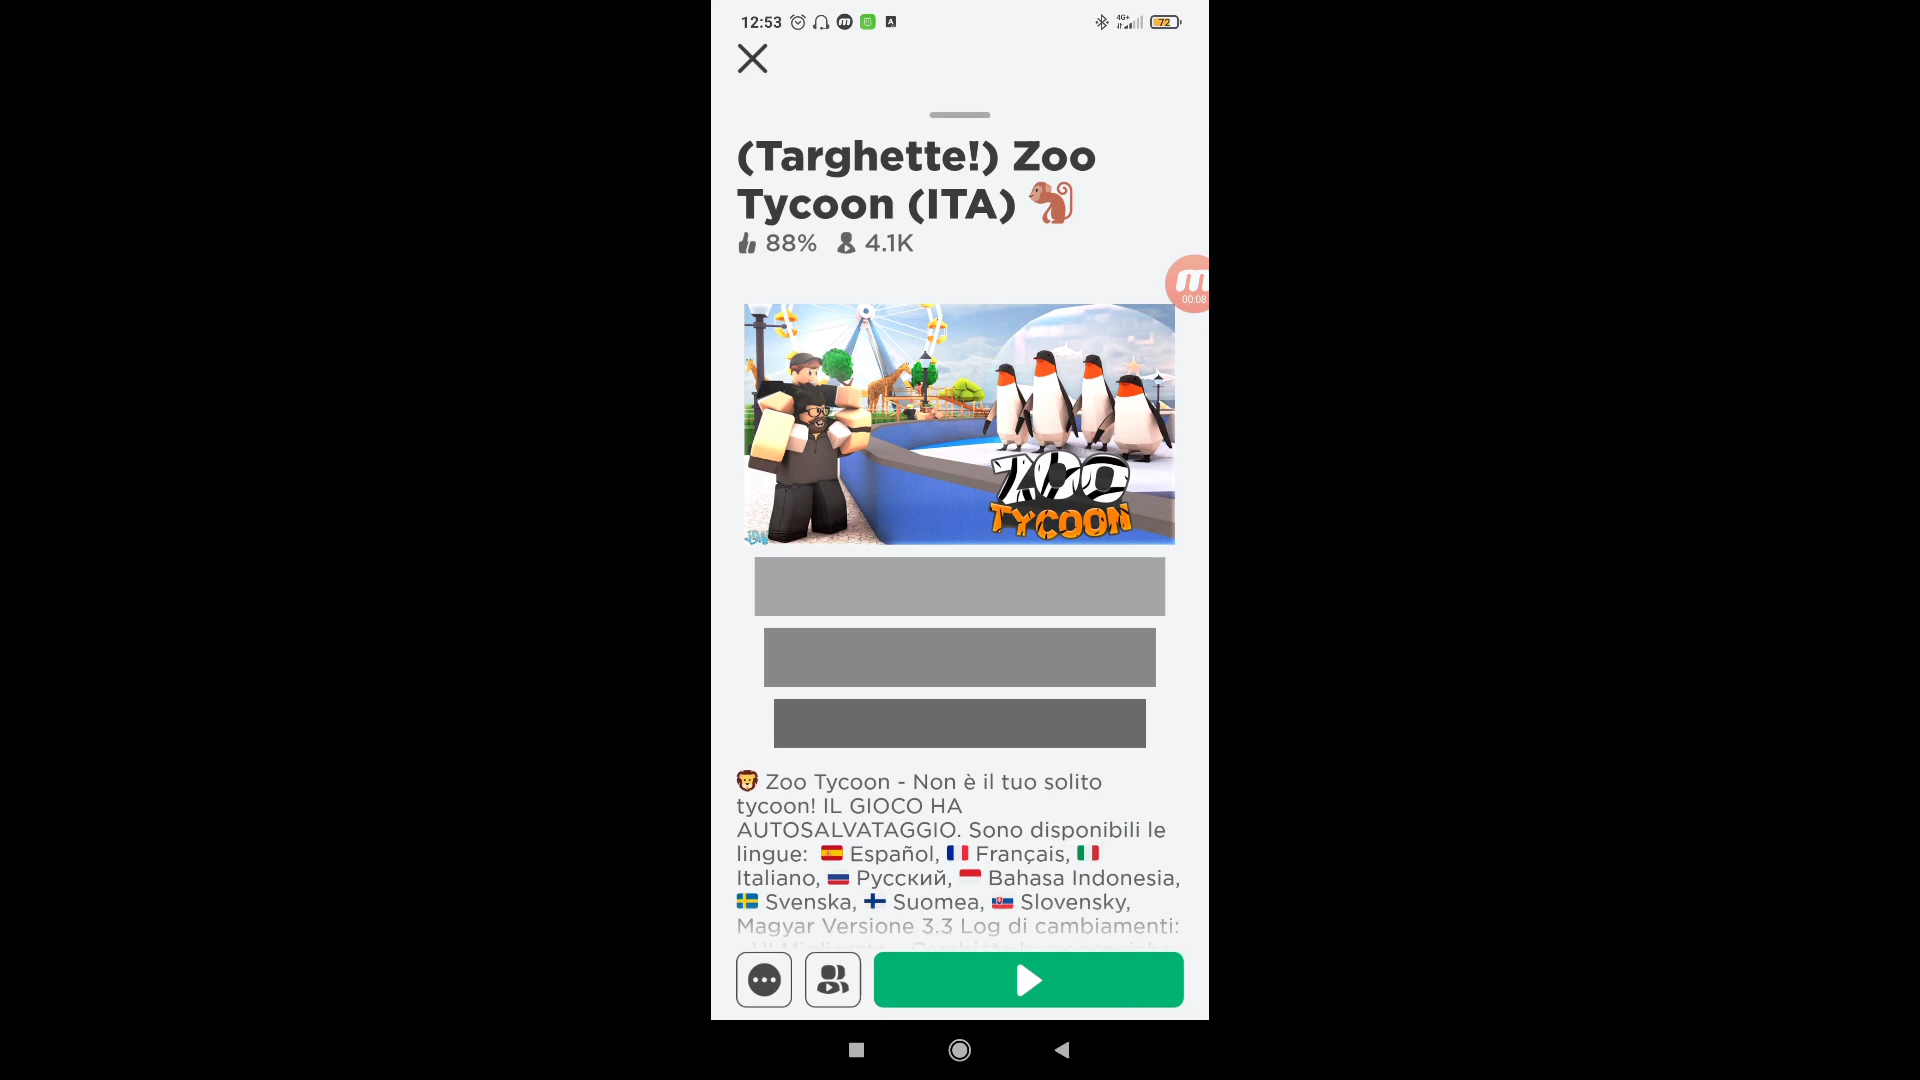 12:53
4G+
72
(Targhette!) Zoo
Tycoon (ITA)
88% 4.1K
00:08
ZOO
TYCOON
Zoo Tycoon - Non è il tuo solito
tycoon! IL GIOCO HA
AUTOSALVATAGGIO. Sono disponibili le
lingue: 🇪🇸 Español, 🇫🇷 Français, 🇮🇹
Italiano, 🇷🇺 Русский, 🇮🇩 Bahasa Indonesia,
🇸🇪 Svenska, 🇫🇮 Suomea, 🇸🇰 Slovensky,
Magyar Versione 3.3 Log di cambiamenti: